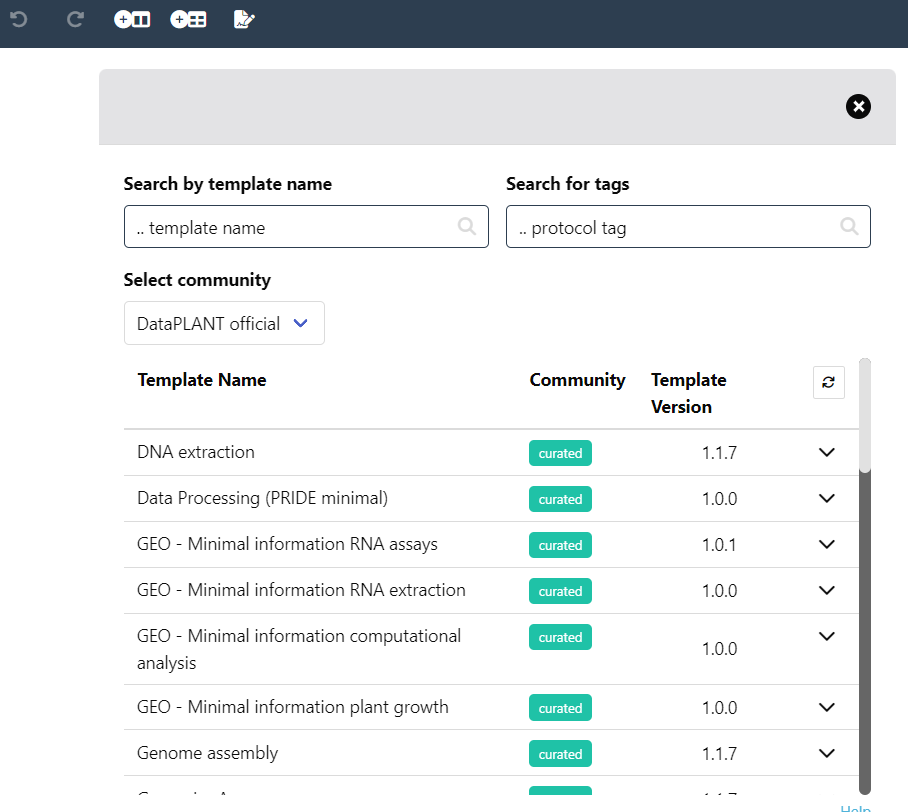 Search by template name
Search for tags
.. template name
.. protocol tag
Select community
DataPLANT official
Template Name
Community
Template
Version
DNA extraction
curated
1.1.7
Data Processing (PRIDE minimal)
curated
1.0.0
GEO - Minimal information RNA assays
curated
1.0.1
GEO - Minimal information RNA extraction
curated
1.0.0
GEO - Minimal information computational
analysis
curated
1.0.0
GEO - Minimal information plant growth
curated
1.0.0
Genome assembly
curated
1.1.7
Help